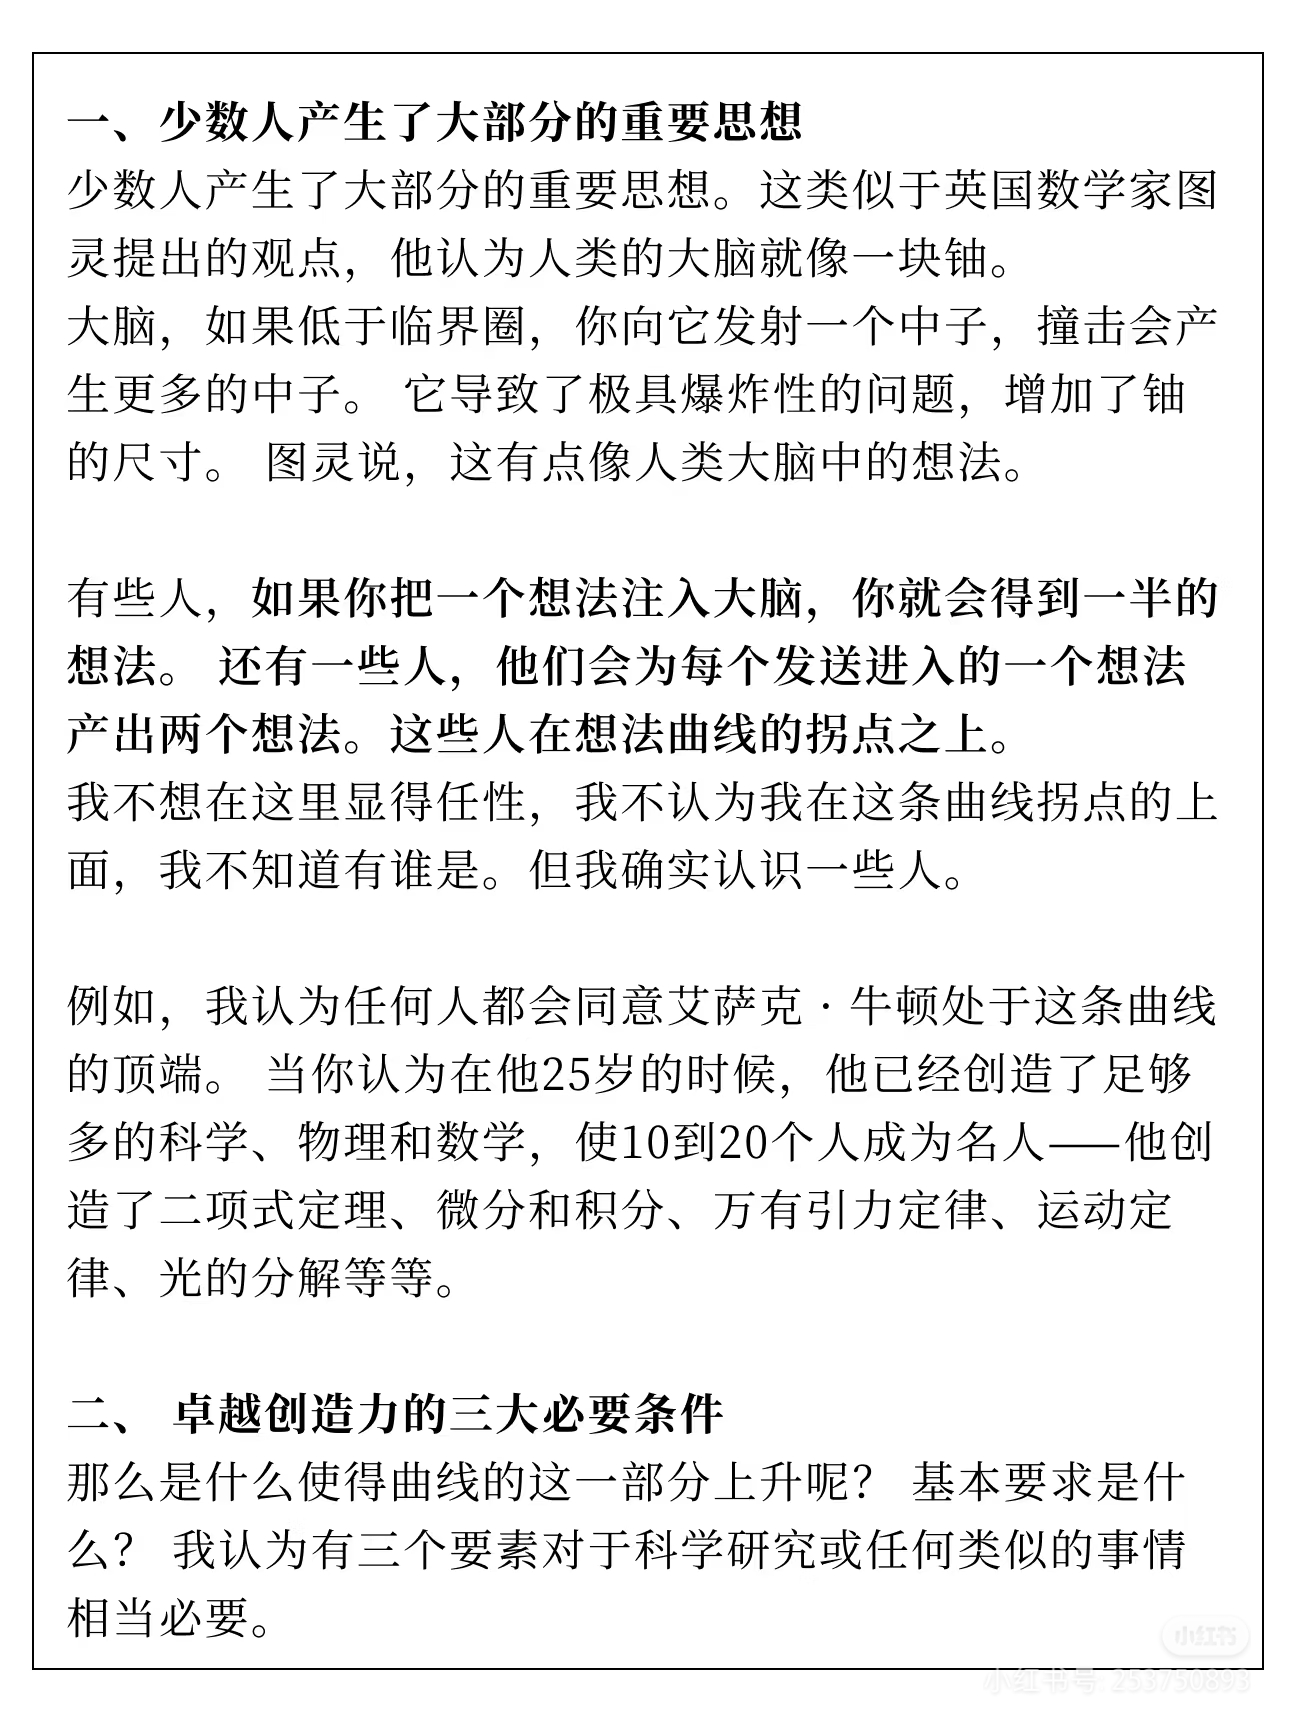 一、少数人产生了大部分的重要思想
少数人产生了大部分的重要思想。这类似于英国数学家图
灵提出的观点，他认为人类的大脑就像一块铀。
大脑，如果低于临界圈，你向它发射一个中子，撞击会产
生更多的中子。 它导致了极具爆炸性的问题，增加了铀
的尺寸。 图灵说，这有点像人类大脑中的想法。
有些人，如果你把一个想法注入大脑，你就会得到一半的
想法。 还有一些人，他们会为每个发送进入的一个想法
产出两个想法。这些人在想法曲线的拐点之上。
我不想在这里显得任性，我不认为我在这条曲线拐点的上
面，我不知道有谁是。但我确实认识一些人。
例如，我认为任何人都会同意艾萨克·牛顿处于这条曲线
的顶端。 当你认为在他25岁的时候，他已经创造了足够
多的科学、物理和数学，使10到20个人成为名人——他创
造了二项式定理、微分和积分、万有引力定律、运动定
律、光的分解等等。
二、 卓越创造力的三大必要条件
那么是什么使得曲线的这一部分上升呢？ 基本要求是什
么？ 我认为有三个要素对于科学研究或任何类似的事情
相当必要。
小红书
小红书号: 253750893